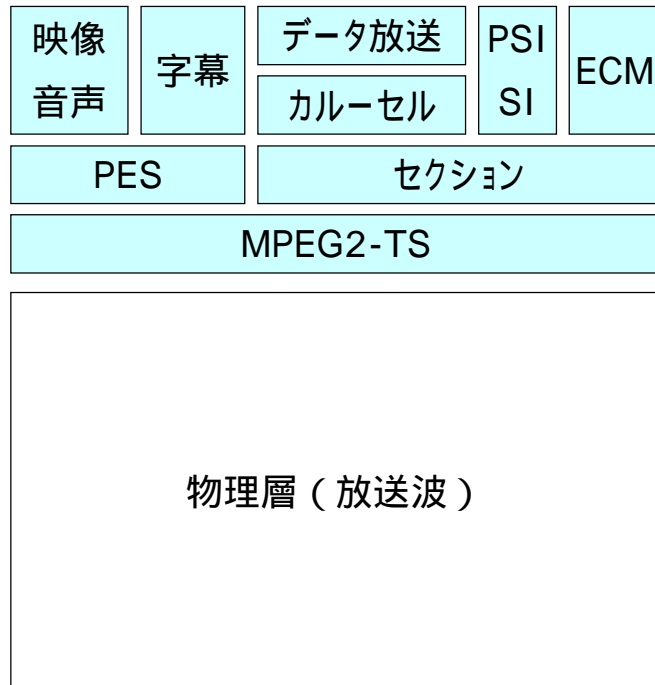 映像
音声
字幕
データ放送
カルーセル
PSI
SI
ECM
PES
セクション
MPEG2-TS
物理層(放送波)